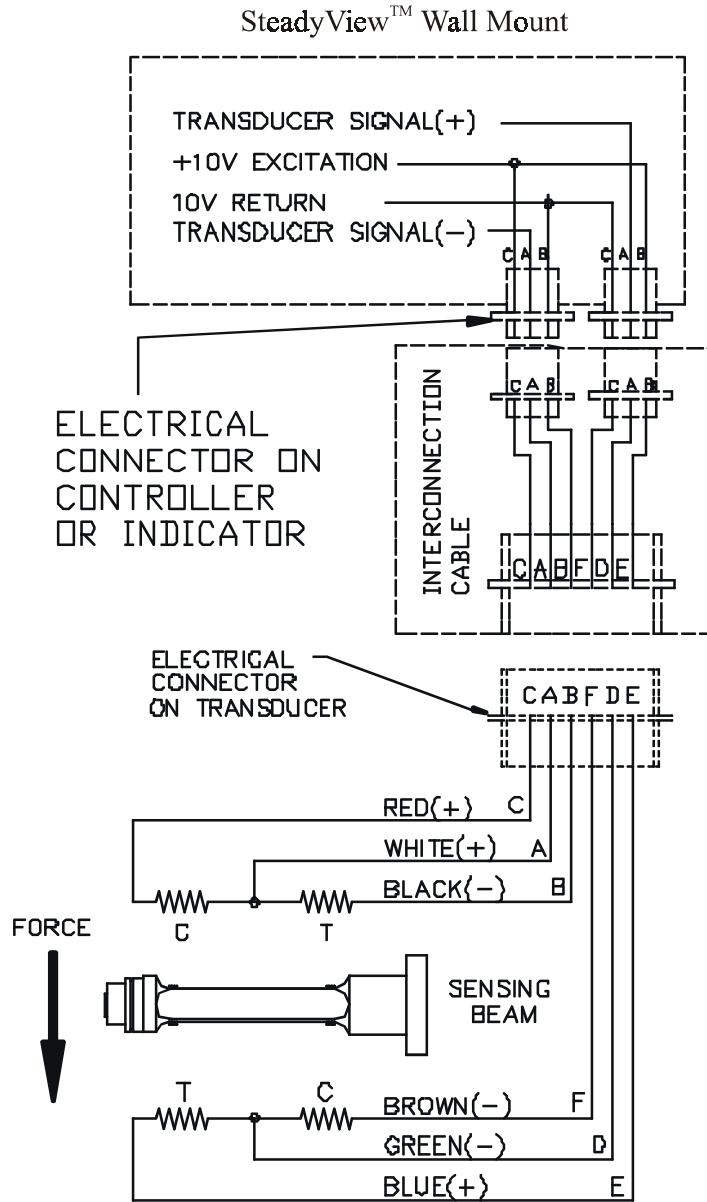 SteadyView™ Wall Mount
TRANSDUCER SIGNAL(+)
+10V EXCITATION
10V RETURN
TRANSDUCER SIGNAL(-)
C A B C A B
ELECTRICAL
CONNECTOR ON
CONTROLLER
OR INDICATOR
INTERCONNECTION
CABLE
C A B C A B
C A B F D E
ELECTRICAL
CONNECTOR
ON TRANSDUCER
C A B F D E
RED(+) C
WHITE(+) A
BLACK(-) B
C T
FORCE
SENSING
BEAM
T C
BROWN(-) F
GREEN(-) D
BLUE(+) E